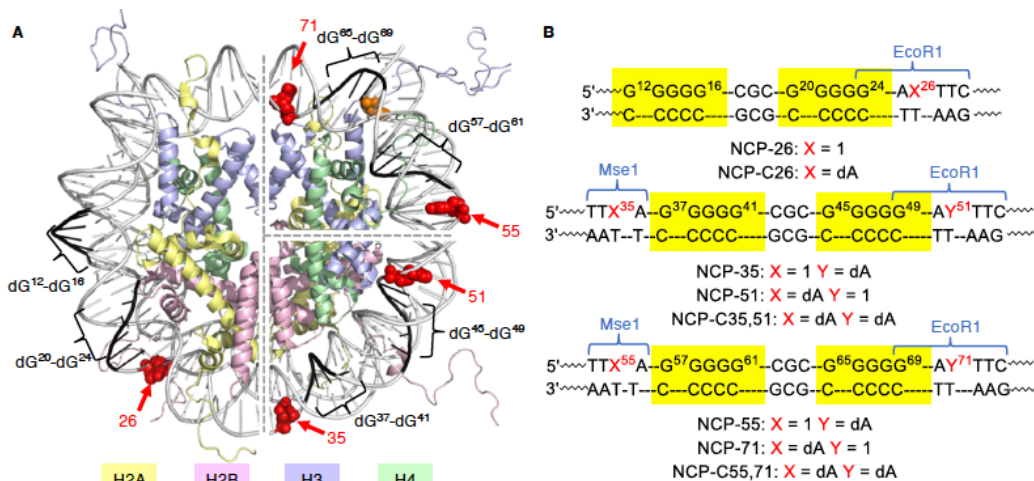 A
71
dG⁶⁵-dG⁶⁹
dG⁵⁷-dG⁶¹
55
51
dG¹²-dG¹⁶
dG⁴⁵-dG⁴⁹
dG²⁰-dG²⁴
26
35
dG³⁷-dG⁴¹
H2A H2B H3 H4
B
EcoR1
5' G¹²GGGG¹⁶--CGC--G²⁰GGGG²⁴--AX²⁶TTC
3' C---CCCC-----GCG---C---CCCC-----TT--AAG
NCP-26: X = 1
NCP-C26: X = dA
Mse1 EcoR1
5' TTX³⁵A-G³⁷GGGG⁴¹--CGC--G⁴⁵GGGG⁴⁹--AY⁵¹TTC
3' AAT--T-C---CCCC----GCG--C---CCCC-----TT---AAG
NCP-35: X = 1 Y = dA
NCP-51: X = dA Y = 1
NCP-C35,51: X = dA Y = dA
Mse1 EcoR1
5' TTX⁵⁵A--G⁵⁷GGGG⁶¹--CGC--G⁶⁵GGGG⁶⁹--AY⁷¹TTC
3' AAT-T--C---CCCC-----GCG---C---CCCC-----TT---AAG
NCP-55: X = 1 Y = dA
NCP-71: X = dA Y = 1
NCP-C55,71: X = dA Y = dA